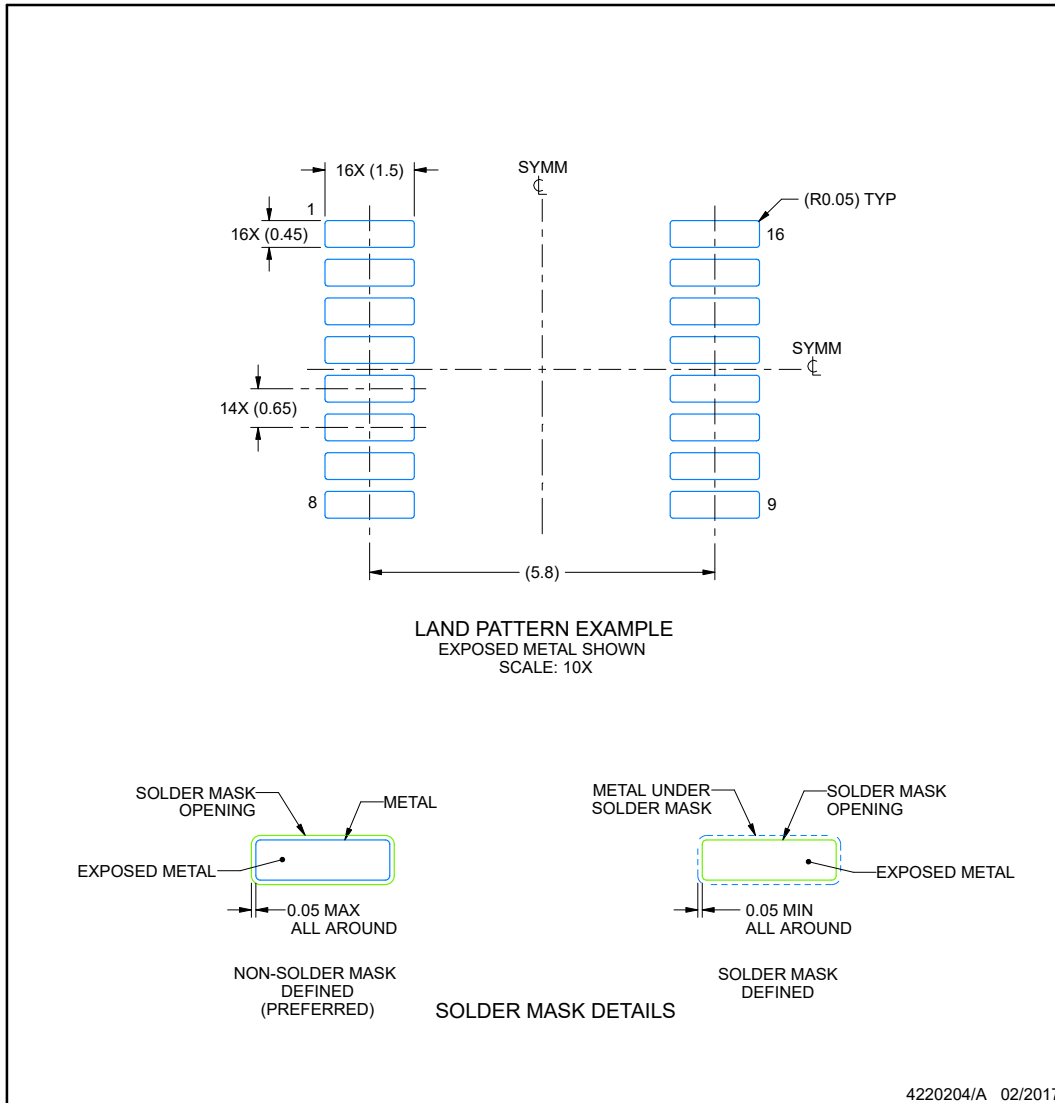 16X (1.5)
SYMM
(R0.05) TYP
1
16X (0.45)
16
SYMM
14X (0.65)
8
9
(5.8)
LAND PATTERN EXAMPLE
EXPOSED METAL SHOWN
SCALE: 10X
SOLDER MASK
OPENING
METAL
EXPOSED METAL
0.05 MAX
ALL AROUND
NON-SOLDER MASK
DEFINED
(PREFERRED)
METAL UNDER
SOLDER MASK
SOLDER MASK
OPENING
EXPOSED METAL
0.05 MIN
ALL AROUND
SOLDER MASK
DEFINED
SOLDER MASK DETAILS
4220204/A 02/2017